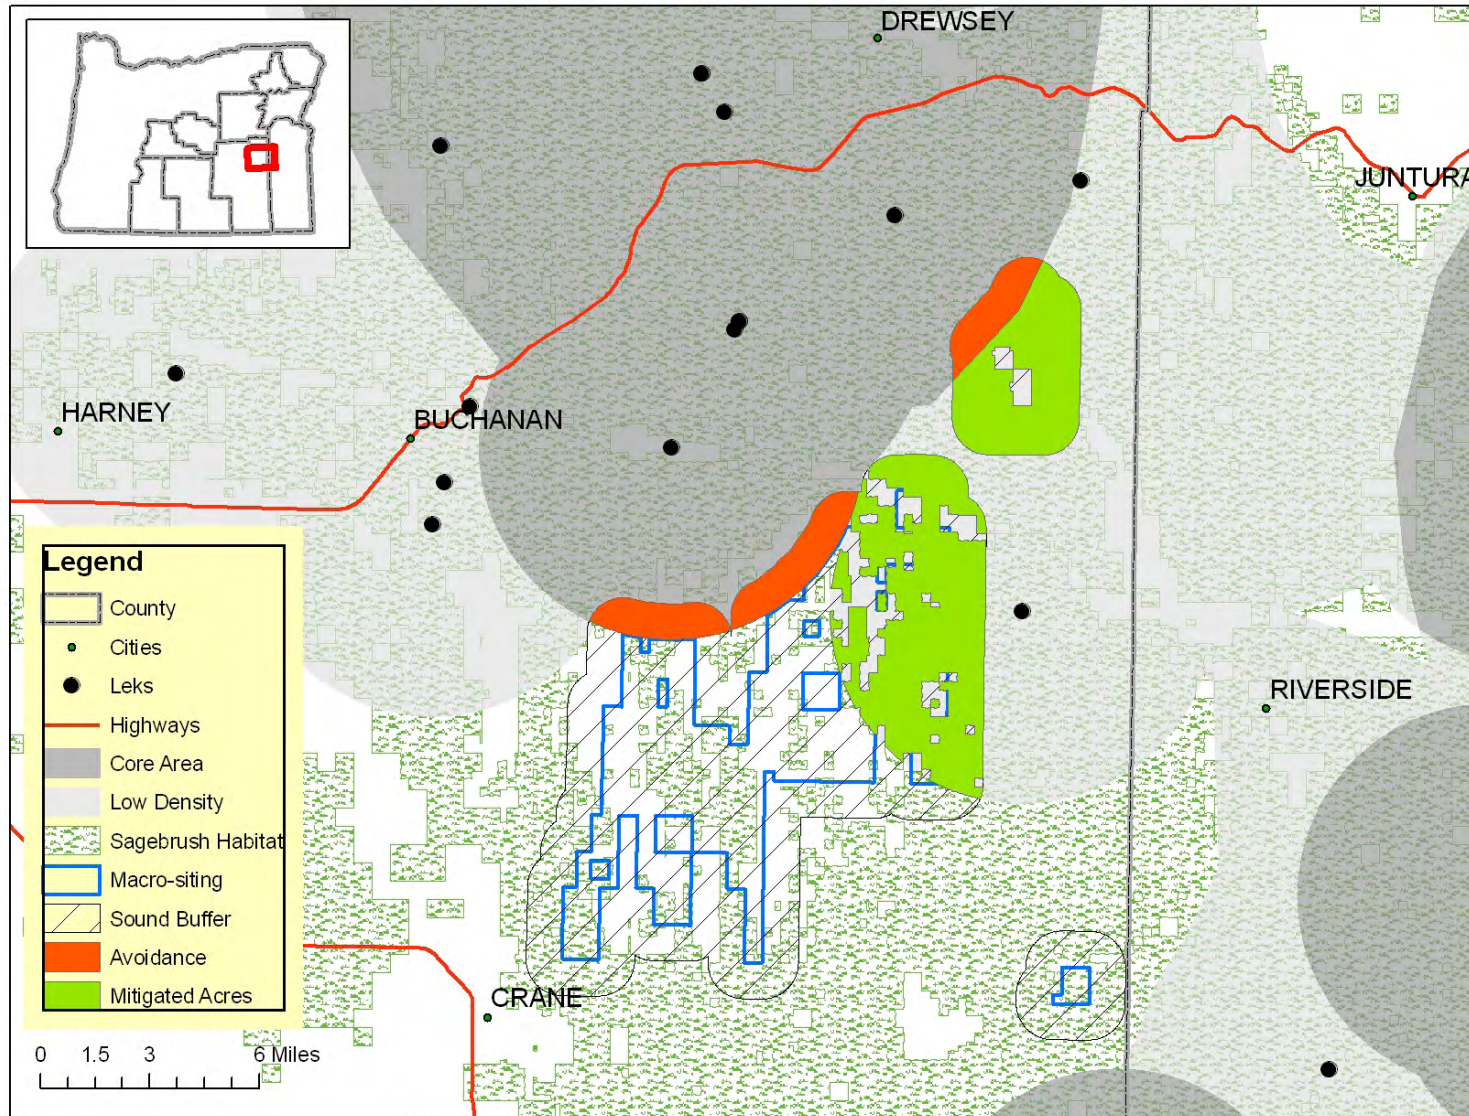 DREWSEY
JUNTURA
HARNEY
BUCHANAN
RIVERSIDE
CRANE
Legend
County
Cities
Leks
Highways
Core Area
Low Density
Sagebrush Habitat
Macro-siting
Sound Buffer
Avoidance
Mitigated Acres
0 1.5 3 6 Miles